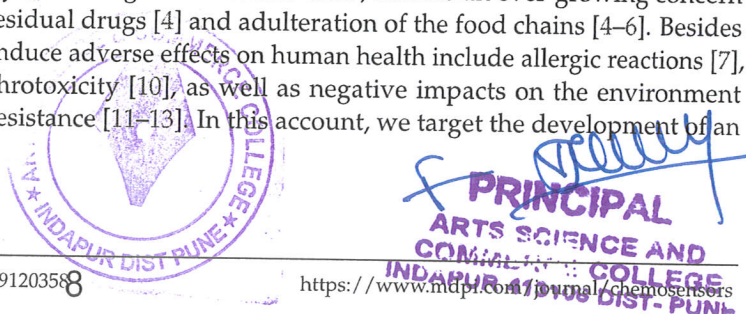 esidual drugs [4] and adulteration of the food chains [4–6]. Besides
nduce adverse effects on human health include allergic reactions [7],
hrotoxicity [10], as well as negative impacts on the environment
esistance [11–13]. In this account, we target the development of an
COLLEGE
★ INDAPUR DIST PUNE ★
PRINCIPAL
ARTS SCIENCE AND
COLLEGE
INDAPUR DIST- PUNE
9120358
8
https://www.mdpi.com/journal/chemosensors